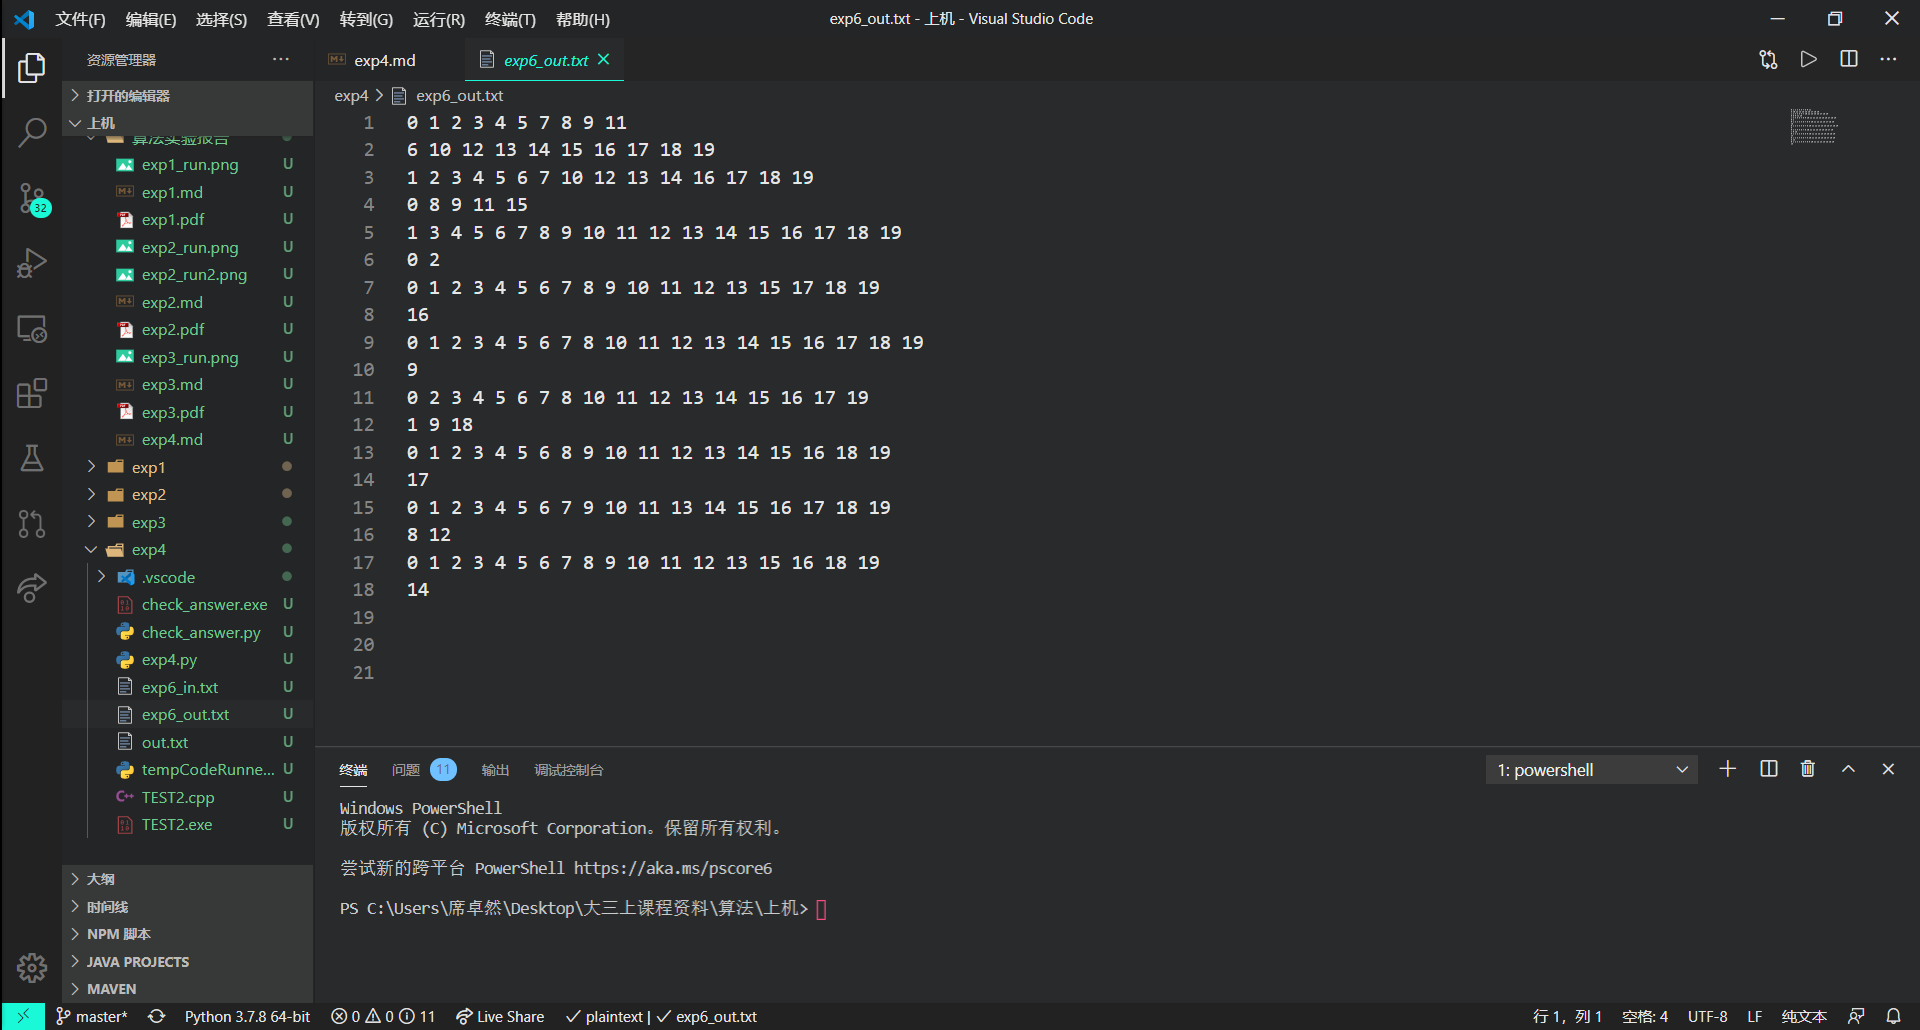 文件(F) 编辑(E) 选择(S) 查看(V) 转到(G) 运行(R) 终端(T) 帮助(H) exp6_out.txt - 上机 - Visual Studio Code
资源管理器 ···
exp4.md exp6_out.txt
打开的编辑器
上机
算法实验报告
exp1_run.png U
exp1.md U
exp1.pdf U
exp2_run.png U
exp2_run2.png U
exp2.md U
exp2.pdf U
exp3_run.png U
exp3.md U
exp3.pdf U
exp4.md U
exp1
exp2
exp3
exp4
.vscode
check_answer.exe U
check_answer.py U
exp4.py U
exp6_in.txt U
exp6_out.txt U
out.txt U
tempCodeRunne... U
TEST2.cpp U
TEST2.exe U
大纲
时间线
NPM 脚本
JAVA PROJECTS
MAVEN
32
exp4 > exp6_out.txt
1 0 1 2 3 4 5 7 8 9 11
2 6 10 12 13 14 15 16 17 18 19
3 1 2 3 4 5 6 7 10 12 13 14 16 17 18 19
4 0 8 9 11 15
5 1 3 4 5 6 7 8 9 10 11 12 13 14 15 16 17 18 19
6 0 2
7 0 1 2 3 4 5 6 7 8 9 10 11 12 13 15 17 18 19
8 16
9 0 1 2 3 4 5 6 7 8 10 11 12 13 14 15 16 17 18 19
10 9
11 0 2 3 4 5 6 7 8 10 11 12 13 14 15 16 17 19
12 1 9 18
13 0 1 2 3 4 5 6 8 9 10 11 12 13 14 15 16 18 19
14 17
15 0 1 2 3 4 5 6 7 9 10 11 13 14 15 16 17 18 19
16 8 12
17 0 1 2 3 4 5 6 7 8 9 10 11 12 13 15 16 18 19
18 14
19
20
21
终端 问题 11 输出 调试控制台 1: powershell
Windows PowerShell
版权所有 (C) Microsoft Corporation。保留所有权利。
尝试新的跨平台 PowerShell https://aka.ms/pscore6
PS C:\Users\席卓然\Desktop\大三上课程资料\算法\上机>
master* Python 3.7.8 64-bit 0 0 11 Live Share plaintext | exp6_out.txt 行 1，列 1 空格: 4 UTF-8 LF 纯文本